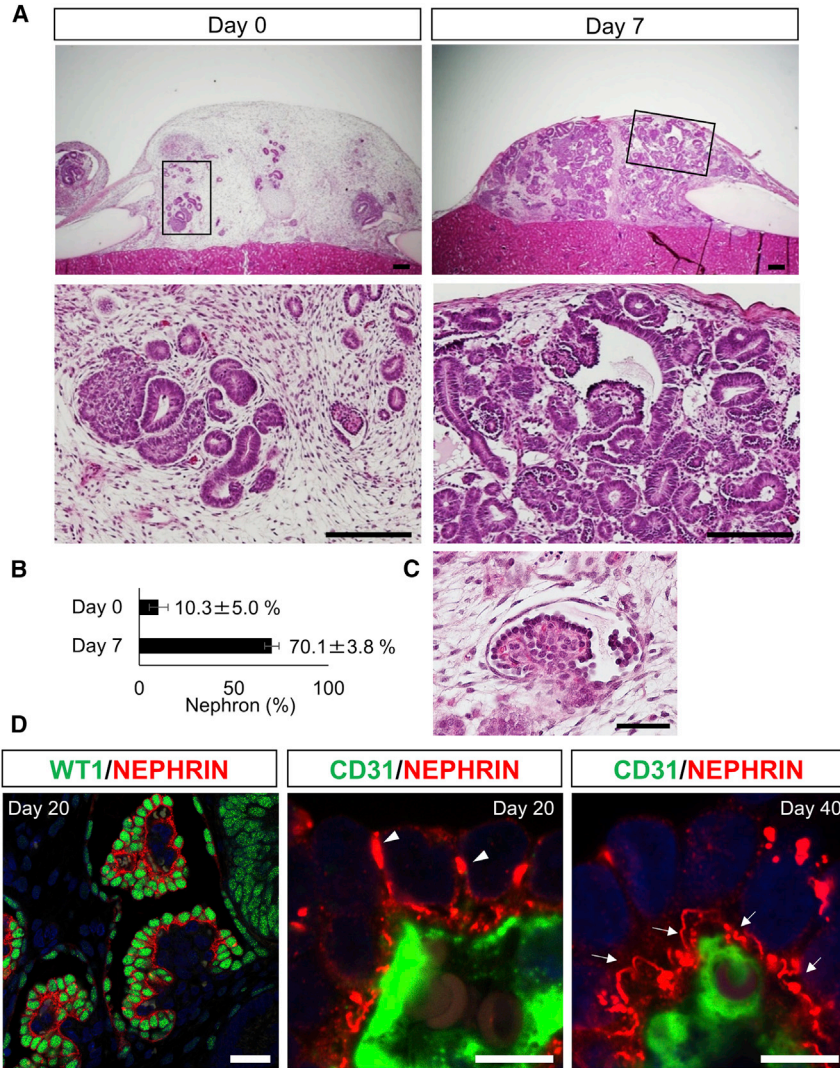 A
Day 0
Day 7
B
Day 0
10.3±5.0 %
Day 7
70.1±3.8 %
0
50
100
Nephron (%)
C
D
WT1/NEPHRIN
CD31/NEPHRIN
CD31/NEPHRIN
Day 20
Day 20
Day 40